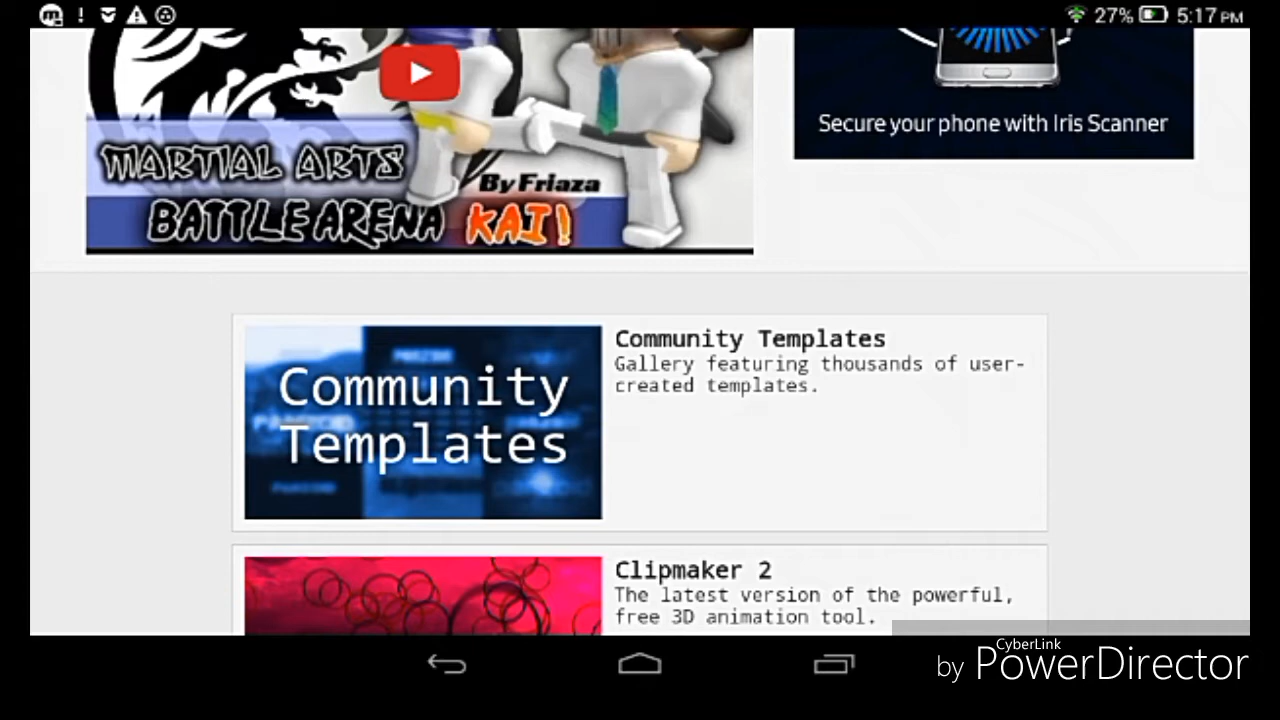 27% 5:17 PM
Secure your phone with Iris Scanner
MARTIAL ARTS
By Friaza
BATTLE ARENA KAI!
Community
Templates
Community Templates
Gallery featuring thousands of user-
created templates.
Clipmaker 2
The latest version of the powerful,
free 3D animation tool.
CyberLink
by PowerDirector